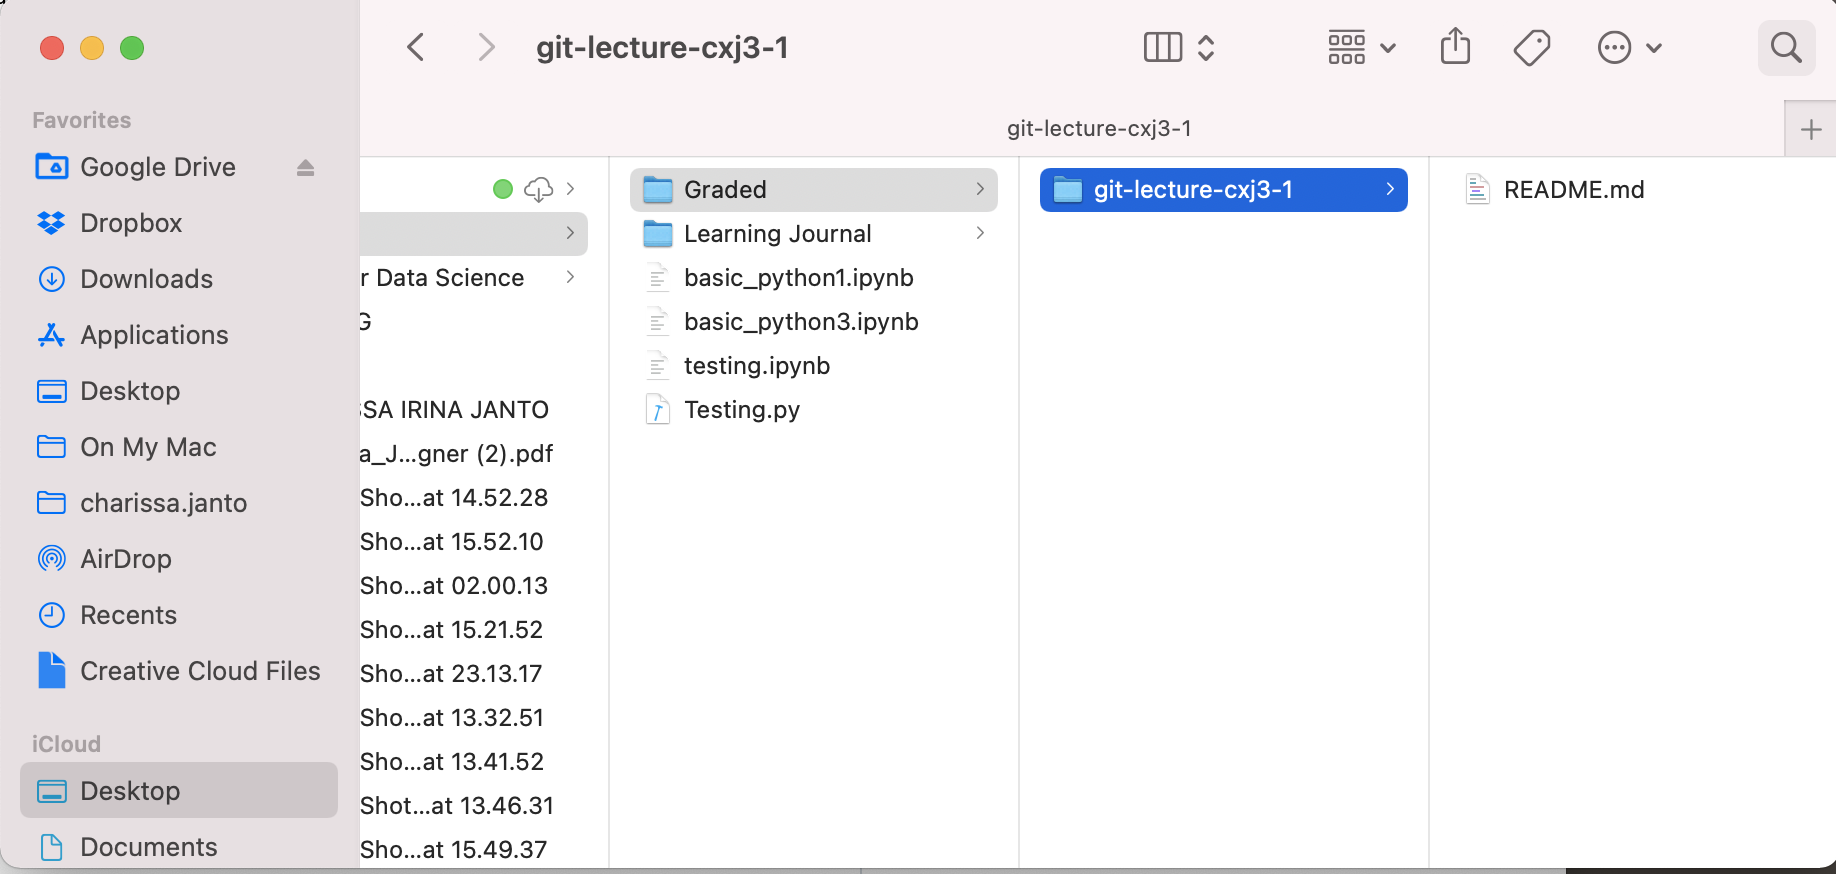 git-lecture-cxj3-1
git-lecture-cxj3-1
Favorites
Google Drive
Dropbox
Downloads
Applications
Desktop
On My Mac
charissa.janto
AirDrop
Recents
Creative Cloud Files
iCloud
Desktop
Documents
r Data Science
G
SSA IRINA JANTO
a_J...gner (2).pdf
Sho...at 14.52.28
Sho...at 15.52.10
Sho...at 02.00.13
Sho...at 15.21.52
Sho...at 23.13.17
Sho...at 13.32.51
Sho...at 13.41.52
Shot...at 13.46.31
Sho...at 15.49.37
Graded
Learning Journal
basic_python1.ipynb
basic_python3.ipynb
testing.ipynb
Testing.py
git-lecture-cxj3-1
README.md